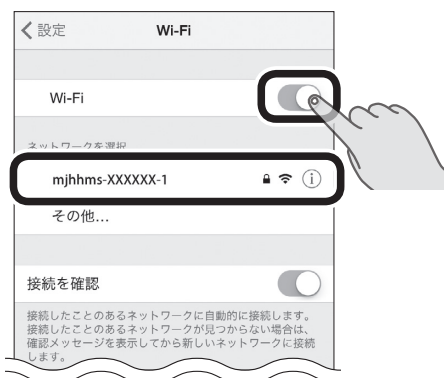 設定 Wi-Fi
Wi-Fi
ネットワークを選択
mjhhms-XXXXXX-1
その他...
接続を確認
接続したことのあるネットワークに自動的に接続します。
接続したことのあるネットワークが見つからない場合は、
確認メッセージを表示してから新しいネットワークに接続
します。